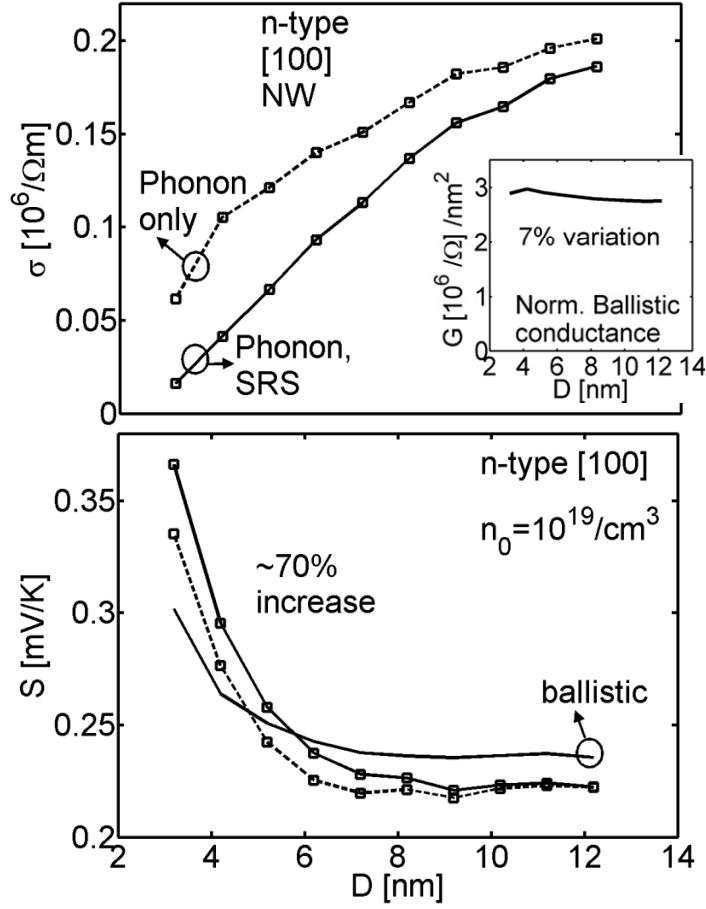 0.2
0.15
0.1
0.05
0
σ [10⁶/Ωm]
n-type
[100]
NW
Phonon
only
Phonon,
SRS
3
2
1
0
G [10⁶ /Ω] /nm²
7% variation
Norm. Ballistic
conductance
2 4 6 8 10 12 14
D [nm]
0.35
0.3
0.25
0.2
S [mV/K]
n-type [100]
n₀=10¹⁹/cm³
~70%
increase
ballistic
2 4 6 8 10 12 14
D [nm]